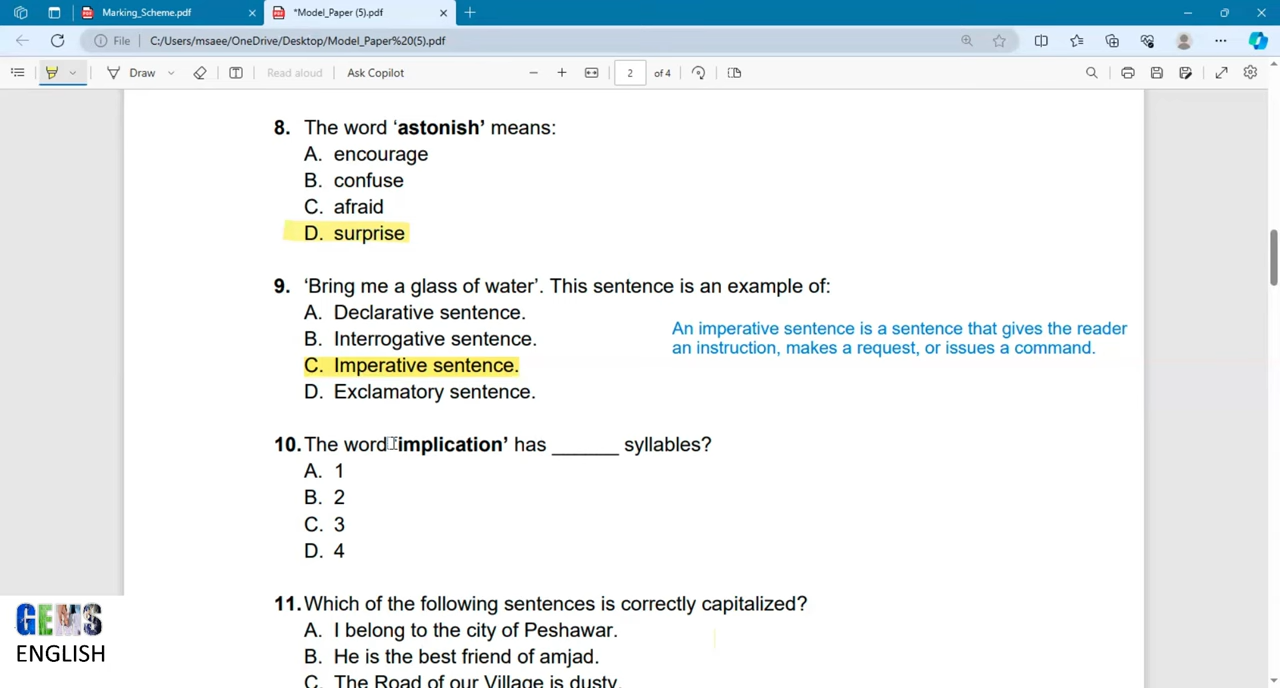 Marking_Scheme.pdf
*Model_Paper (5).pdf
File
C:/Users/msaee/OneDrive/Desktop/Model_Paper%20(5).pdf
Draw
Read aloud
Ask Copilot
2
of 4
8. The word ‘astonish’ means:
A. encourage
B. confuse
C. afraid
D. surprise
9. ‘Bring me a glass of water’. This sentence is an example of:
A. Declarative sentence.
B. Interrogative sentence.
C. Imperative sentence.
D. Exclamatory sentence.
An imperative sentence is a sentence that gives the reader
an instruction, makes a request, or issues a command.
10. The word ‘implication’ has ______ syllables?
A. 1
B. 2
C. 3
D. 4
11. Which of the following sentences is correctly capitalized?
A. I belong to the city of Peshawar.
B. He is the best friend of amjad.
C. The Road of our Village is dusty.
GEMS
ENGLISH